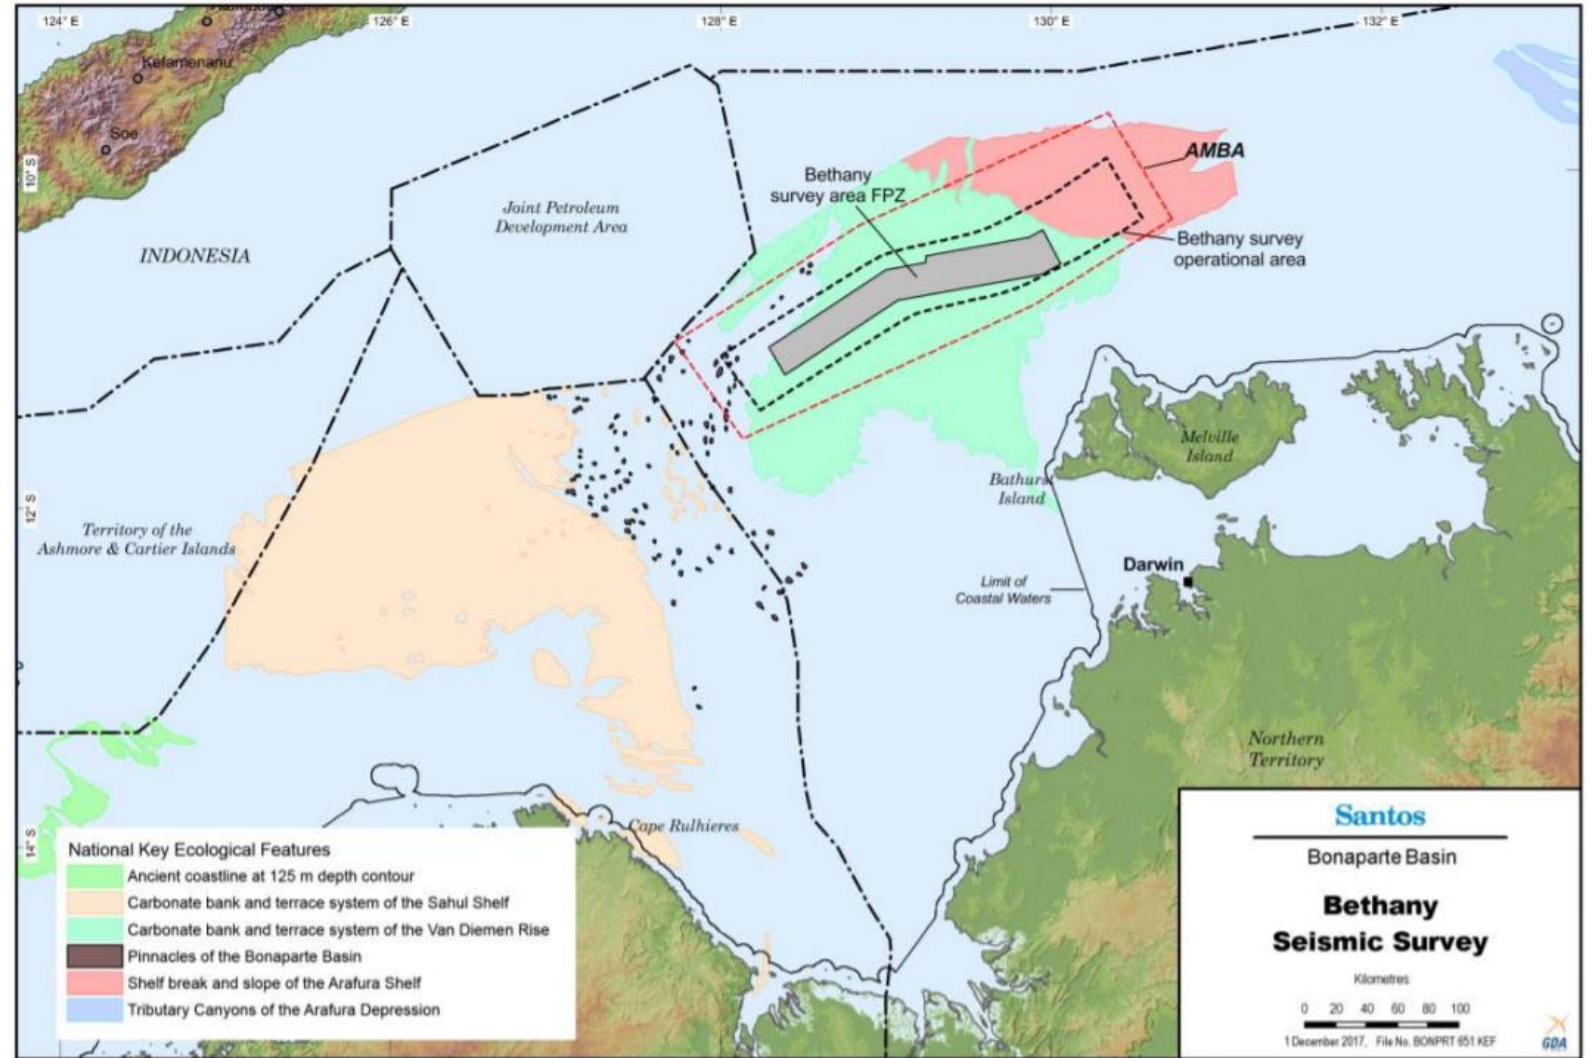 124° E
126° E
128° E
130° E
132° E
Kefamenanu
Soe
10° S
12° S
14° S
INDONESIA
Joint Petroleum
Development Area
Bethany
survey area FPZ
AMBA
Bethany survey
operational area
Melville
Island
Bathurst
Island
Territory of the
Ashmore & Cartier Islands
Darwin
Limit of
Coastal Waters
Northern
Territory
Cape Rulhieres
National Key Ecological Features
Ancient coastline at 125 m depth contour
Carbonate bank and terrace system of the Sahul Shelf
Carbonate bank and terrace system of the Van Diemen Rise
Pinnacles of the Bonaparte Basin
Shelf break and slope of the Arafura Shelf
Tributary Canyons of the Arafura Depression
Santos
Bonaparte Basin
Bethany
Seismic Survey
Kilometres
0 20 40 60 80 100
1 December 2017, File No. BONPRT 651 KEF
GDA